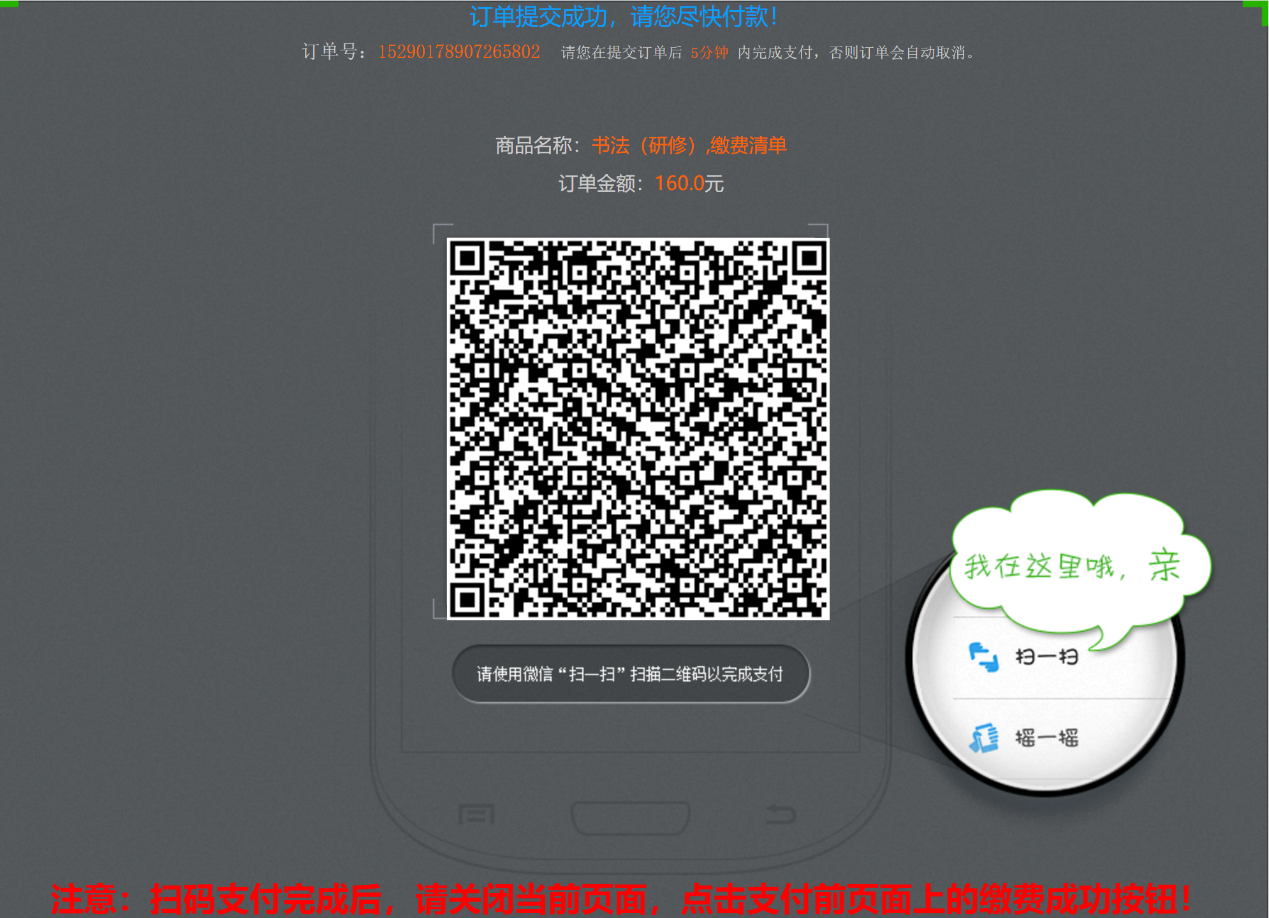 订单提交成功，请您尽快付款！
订单号：15290178907265802 请您在提交订单后 5分钟 内完成支付，否则订单会自动取消。
商品名称：书法（研修）,缴费清单
订单金额：160.0元
我在这里哦，亲
扫一扫
请使用微信“扫一扫”扫描二维码以完成支付
摇一摇
注意：扫码支付完成后，请关闭当前页面，点击支付前页面上的缴费成功按钮！